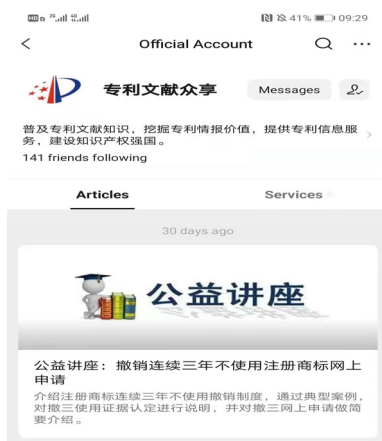 HD 2G 4G 41% 09:29
Official Account
专利文献众享
Messages
普及专利文献知识，挖掘专利情报价值，提供专利信息服
务，建设知识产权强国。
141 friends following
Articles Services
30 days ago
公益讲座
公益讲座：撤销连续三年不使用注册商标网上
申请
介绍注册商标连续三年不使用撤销制度，通过典型案例，
对撤三使用证据认定进行说明，并对撤三网上申请做简
要介绍。